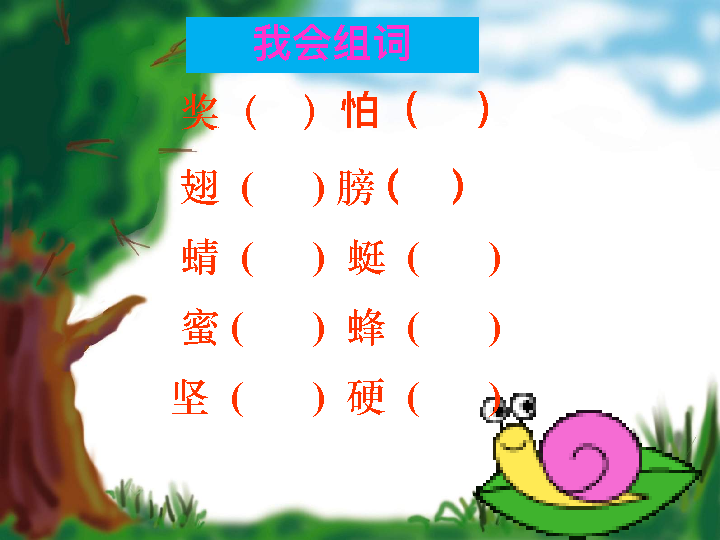 我会组词
奖（ ）怕（ ）
翅（ ）膀（ ）
蜻（ ）蜓（ ）
蜜（ ）蜂（ ）
坚（ ）硬（ ）